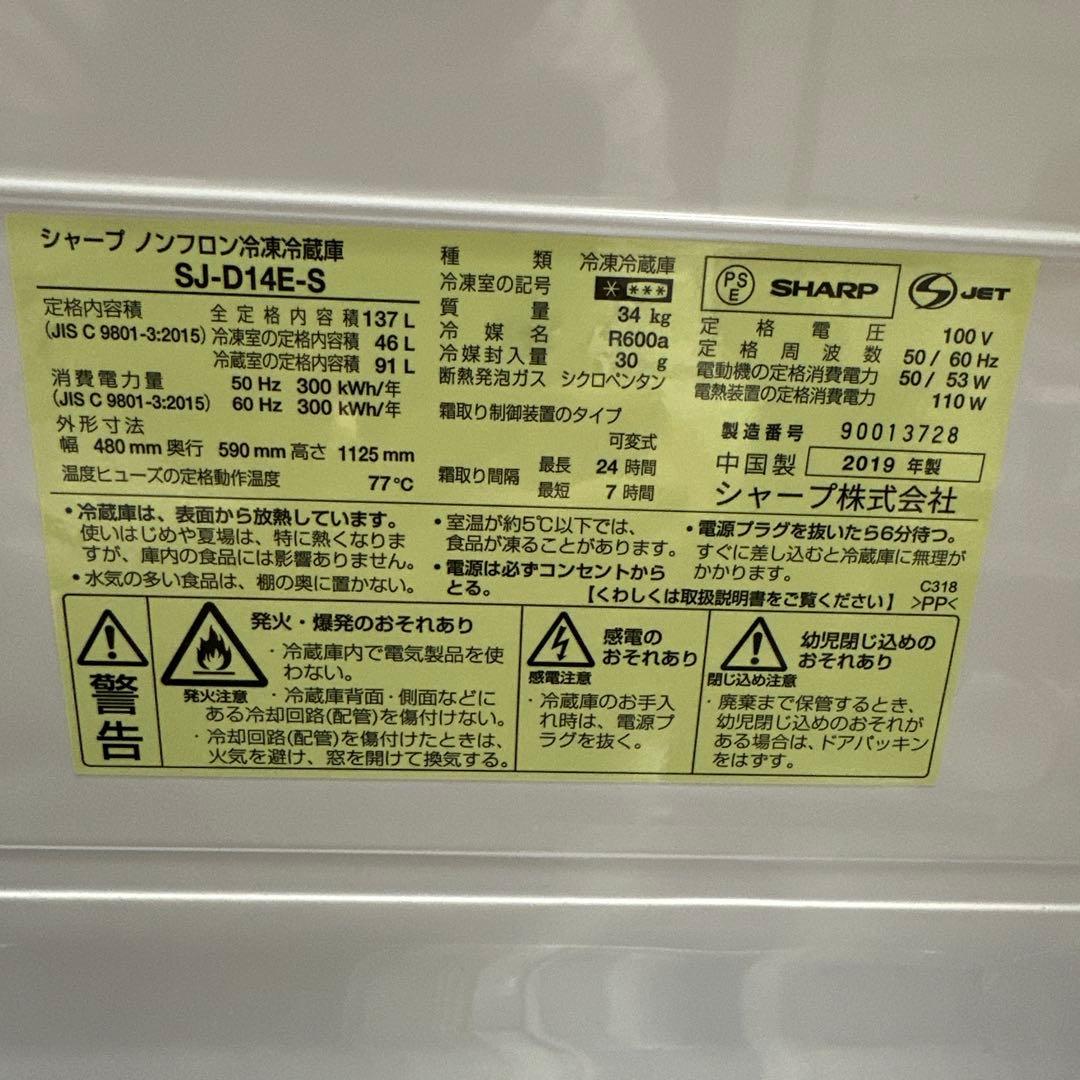 シャープ ノンフロン冷凍冷蔵庫
SJ-D14E-S
定格内容積 全定格内容積 137 L
(JIS C 9801-3:2015) 冷凍室の定格内容積 46 L
冷蔵室の定格内容積 91 L
消費電力量 50 Hz 300 kWh/年
(JIS C 9801-3:2015) 60 Hz 300 kWh/年
外形寸法
幅 480 mm 奥行 590 mm 高さ 1125 mm
温度ヒューズの定格動作温度 77℃
種類 冷凍冷蔵庫
冷凍室の記号 * ***
質量 34 kg
冷媒名 R600a
冷媒封入量 30 g
断熱発泡ガス シクロペンタン
霜取り制御装置のタイプ
可変式
霜取り間隔 最長 24 時間
最短 7 時間
PSE SHARP S JET
定格電圧 100 V
定格周波数 50 / 60 Hz
電動機の定格消費電力 50 / 53 W
電熱装置の定格消費電力 110 W
製造番号 90013728
中国製 2019 年製
シャープ株式会社
・冷蔵庫は、表面から放熱しています。
使いはじめや夏場は、特に熱くなりま
すが、庫内の食品には影響ありません。
・水気の多い食品は、棚の奥に置かない。
・室温が約5℃以下では、
食品が凍ることがあります。
・電源は必ずコンセントから
とる。
・電源プラグを抜いたら6分待つ。
すぐに差し込むと冷蔵庫に無理が
かかります。
C318
【くわしくは取扱説明書をご覧ください】 >PP<
警告
発火・爆発のおそれあり
発火注意
・冷蔵庫内で電気製品を使
わない。
・冷蔵庫背面・側面などに
ある冷却回路(配管)を傷付けない。
・冷却回路(配管)を傷付けたときは、
火気を避け、窓を開けて換気する。
感電の
おそれあり
感電注意
・冷蔵庫のお手入
れ時は、電源プ
ラグを抜く。
幼児閉じ込めの
おそれあり
閉じ込め注意
・廃棄まで保管するとき、
幼児閉じ込めのおそれが
ある場合は、ドアパッキン
をはずす。